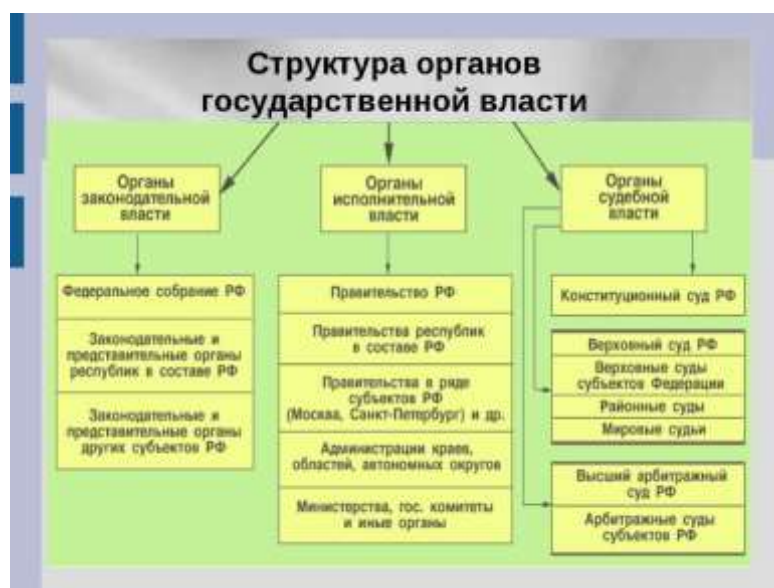 Структура органов
государственной власти
Органы
законодательной
власти
Федеральное собрание РФ
Законодательные и
представительные органы
республик в составе РФ
Законодательные и
представительные органы
других субъектов РФ
Органы
исполнительной
власти
Правительство РФ
Правительства республик
в составе РФ
Правительства в ряде
субъектов РФ
(Москва, Санкт-Петербург) и др.
Администрации краев,
областей, автономных округов
Министерства, гос. комитеты
и иные органы
Органы
судебной
власти
Конституционный суд РФ
Верховный суд РФ
Верховные суды
субъектов Федерации
Районные суды
Мировые судьи
Высший арбитражный
суд РФ
Арбитражные суды
субъектов РФ